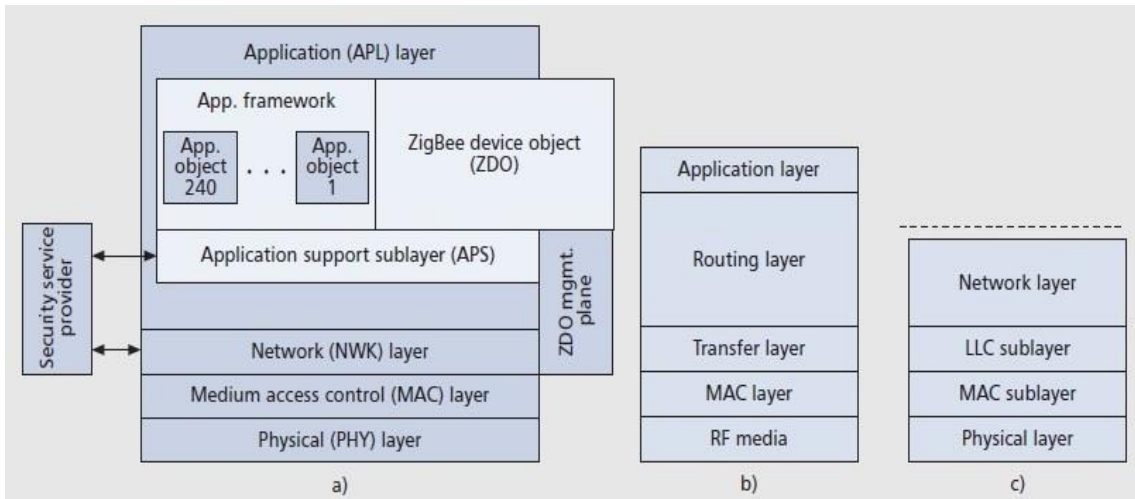 Application (APL) layer
App. framework
App.
object
240
. . .
App.
object
1
ZigBee device object
(ZDO)
Security service
provider
Application support sublayer (APS)
ZDO mgmt.
plane
Network (NWK) layer
Medium access control (MAC) layer
Physical (PHY) layer
a)
Application layer
Routing layer
Transfer layer
MAC layer
RF media
b)
Network layer
LLC sublayer
MAC sublayer
Physical layer
c)